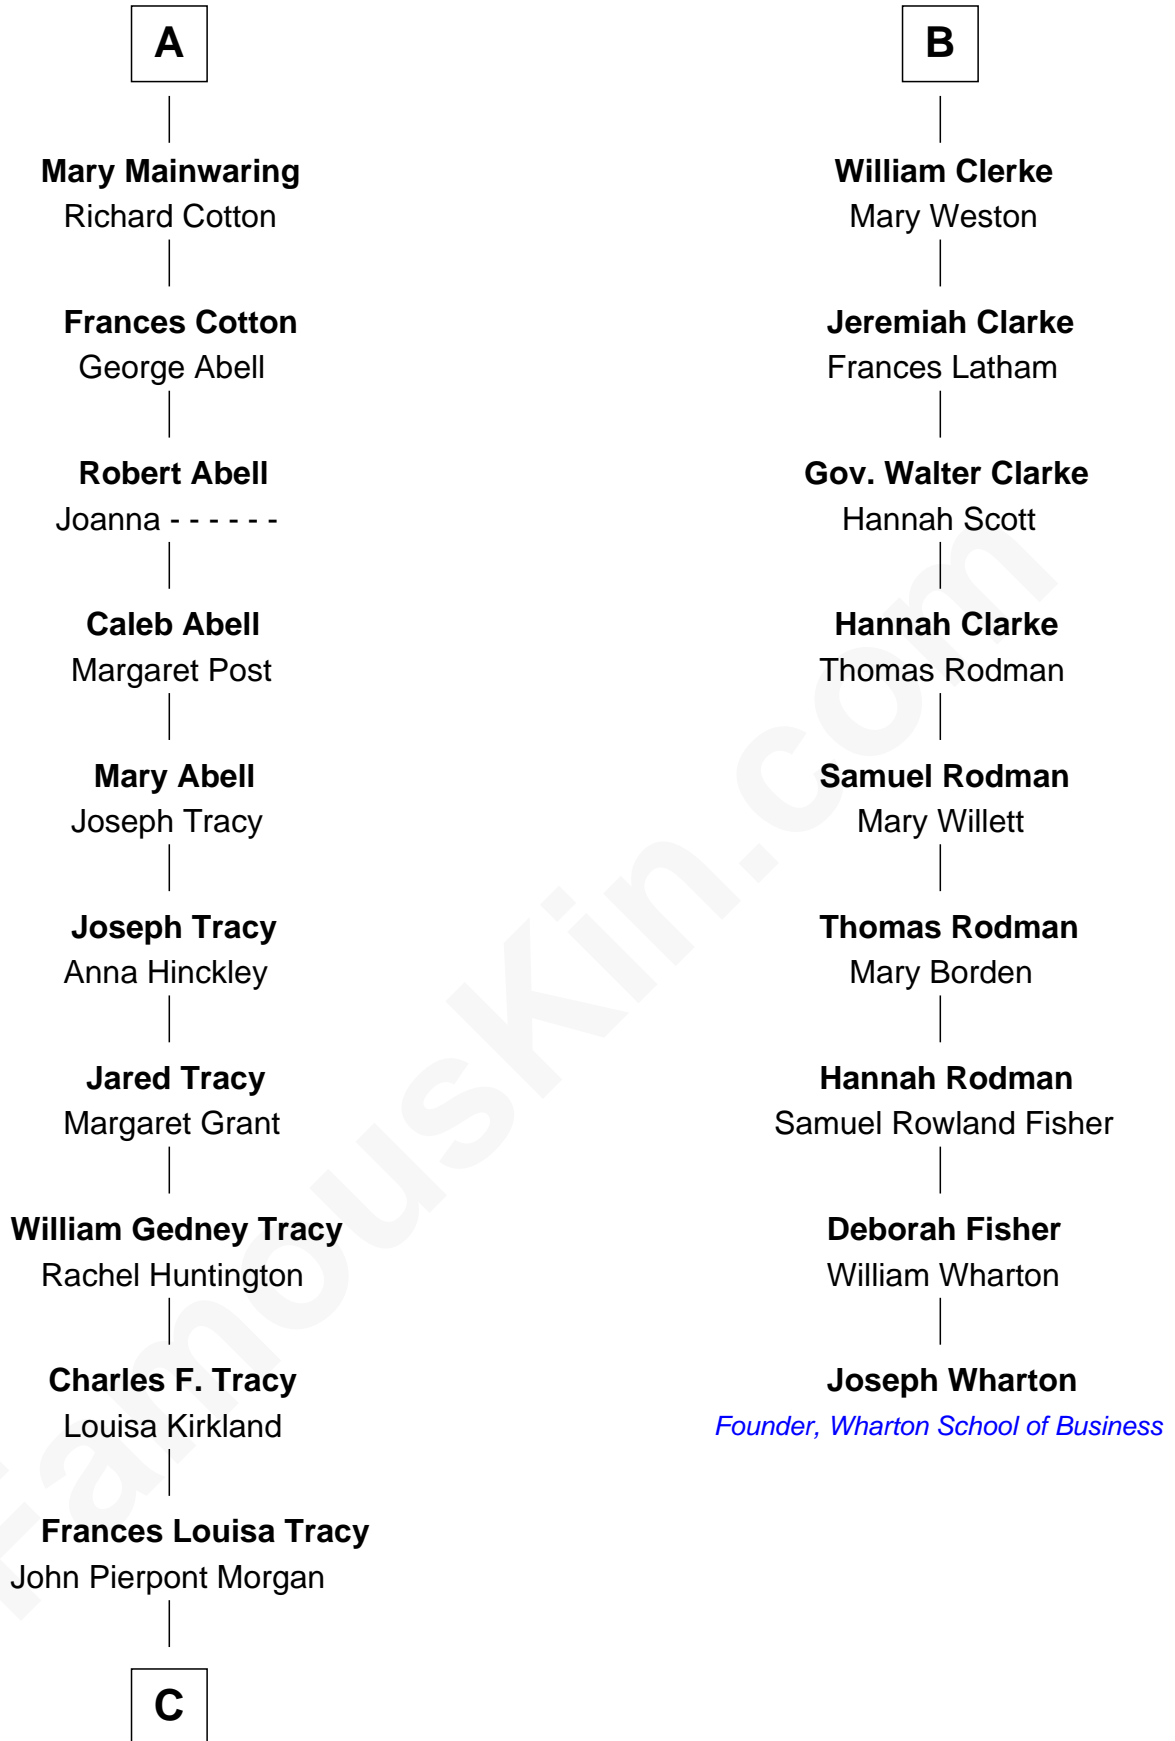 A
Mary Mainwaring
Richard Cotton
Frances Cotton
George Abell
Robert Abell
Joanna - - - - - -
Caleb Abell
Margaret Post
Mary Abell
Joseph Tracy
Joseph Tracy
Anna Hinckley
Jared Tracy
Margaret Grant
William Gedney Tracy
Rachel Huntington
Charles F. Tracy
Louisa Kirkland
Frances Louisa Tracy
John Pierpont Morgan
C
B
William Clerke
Mary Weston
Jeremiah Clarke
Frances Latham
Gov. Walter Clarke
Hannah Scott
Hannah Clarke
Thomas Rodman
Samuel Rodman
Mary Willett
Thomas Rodman
Mary Borden
Hannah Rodman
Samuel Rowland Fisher
Deborah Fisher
William Wharton
Joseph Wharton
Founder, Wharton School of Business
FamousKin.com